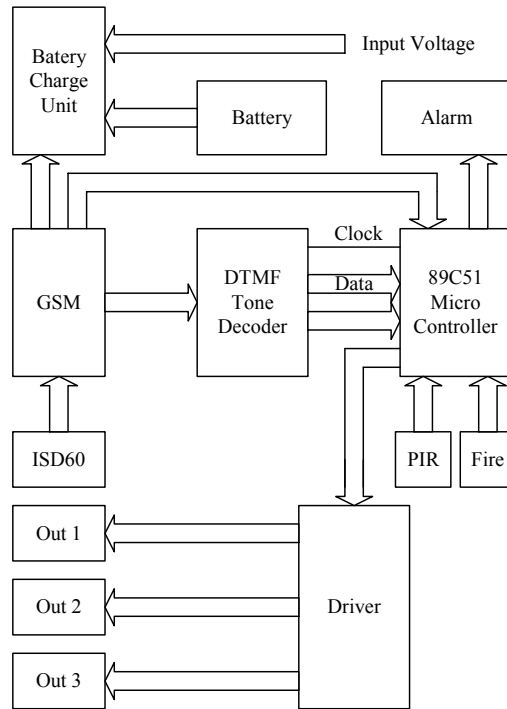 Batery
Charge
Unit
Input Voltage
Battery
Alarm
GSM
DTMF
Tone
Decoder
Clock
Data
89C51
Micro
Controller
ISD60
PIR
Fire
Out 1
Out 2
Out 3
Driver